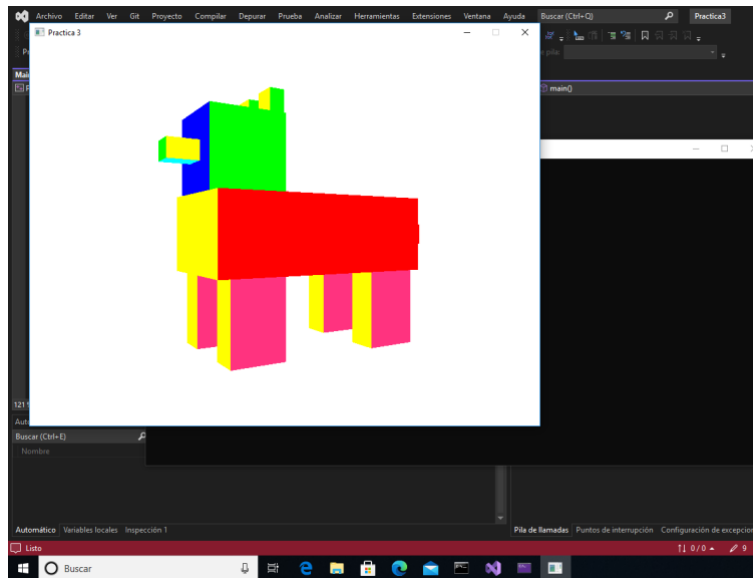 Archivo Editar Ver Git Proyecto Compilar Depurar Prueba Analizar Herramientas Extensiones Ventana Ayuda Buscar (Ctrl+Q) Practica3
Practica 3
pila:
main()
121
Buscar (Ctrl+E)
Nombre
Automático Variables locales Inspección 1
Pila de llamadas Puntos de interrupción Configuración de excepcion
Listo
0 / 0 9
Buscar